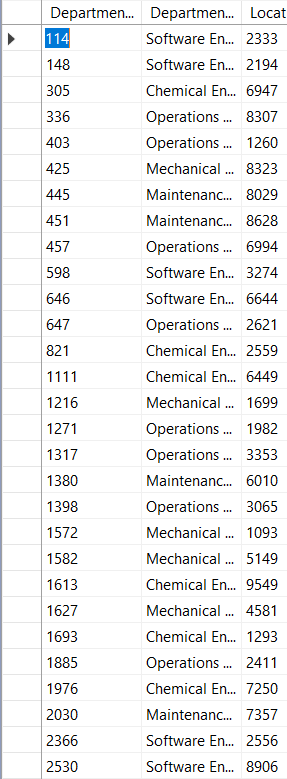 Departmen... Departmen... Locat
114 Software En... 2333
148 Software En... 2194
305 Chemical En... 6947
336 Operations ... 8307
403 Operations ... 1260
425 Mechanical ... 8323
445 Maintenanc... 8029
451 Maintenanc... 8628
457 Operations ... 6994
598 Software En... 3274
646 Software En... 6644
647 Operations ... 2621
821 Chemical En... 2559
1111 Chemical En... 6449
1216 Mechanical ... 1699
1271 Operations ... 1982
1317 Operations ... 3353
1380 Maintenanc... 6010
1398 Operations ... 3065
1572 Mechanical ... 1093
1582 Mechanical ... 5149
1613 Chemical En... 9549
1627 Mechanical ... 4581
1693 Chemical En... 1293
1885 Operations ... 2411
1976 Chemical En... 7250
2030 Maintenanc... 7357
2366 Software En... 2556
2530 Software En... 8906